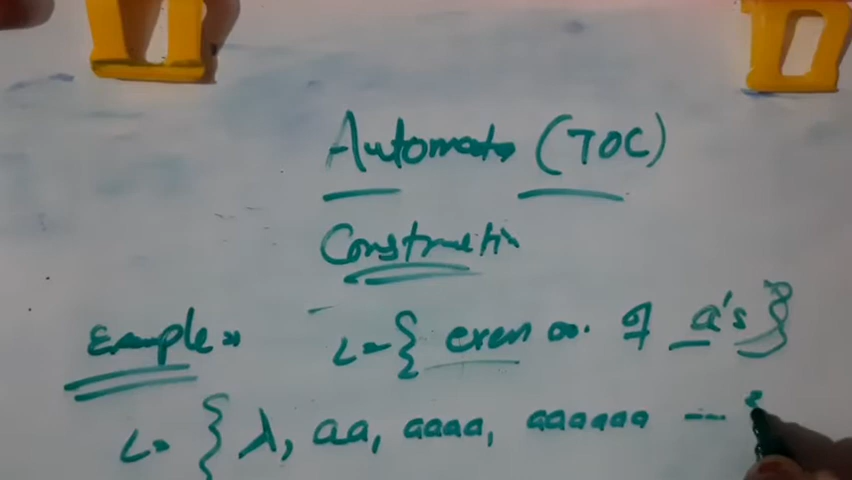 Automata (TOC)
Construction
Example:
L={ even no. of a's}
L= { λ, aa, aaaa, aaaaaa ---